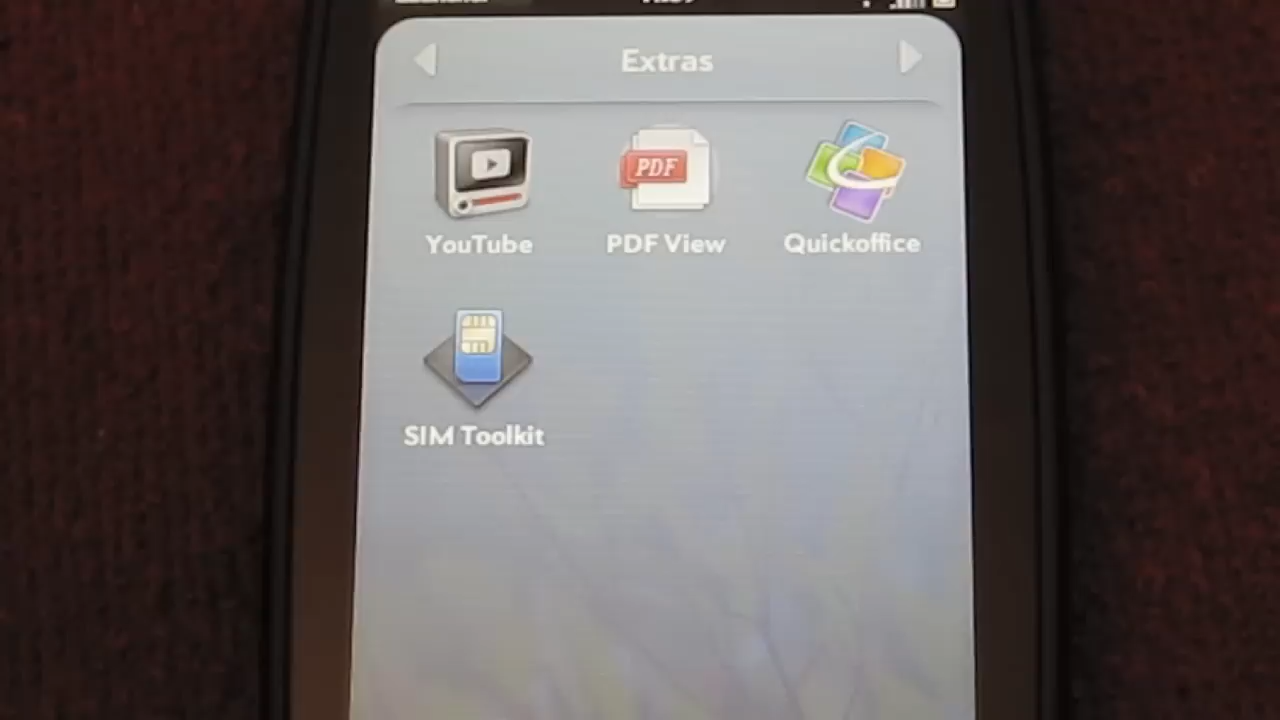 Extras
PDF
YouTube
PDF View
Quickoffice
SIM Toolkit